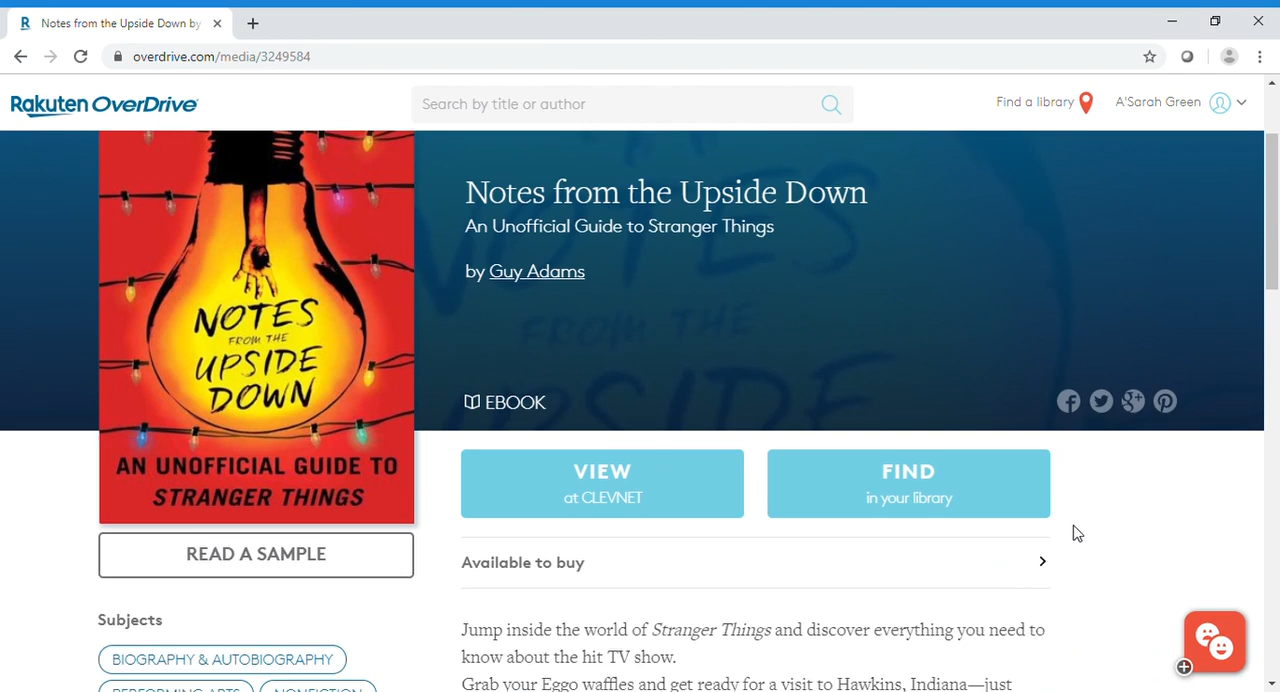 Notes from the Upside Down by
overdrive.com/media/3249584
Rakuten OverDrive
Search by title or author
Find a library
A'Sarah Green
NOTES
FROM THE
UPSIDE
DOWN
AN UNOFFICIAL GUIDE TO
STRANGER THINGS
Notes from the Upside Down
An Unofficial Guide to Stranger Things
by Guy Adams
EBOOK
VIEW
at CLEVNET
FIND
in your library
READ A SAMPLE
Available to buy
Subjects
BIOGRAPHY & AUTOBIOGRAPHY
PERFORMING ARTS
NONFICTION
Jump inside the world of Stranger Things and discover everything you need to
know about the hit TV show.
Grab your Eggo waffles and get ready for a visit to Hawkins, Indiana—just